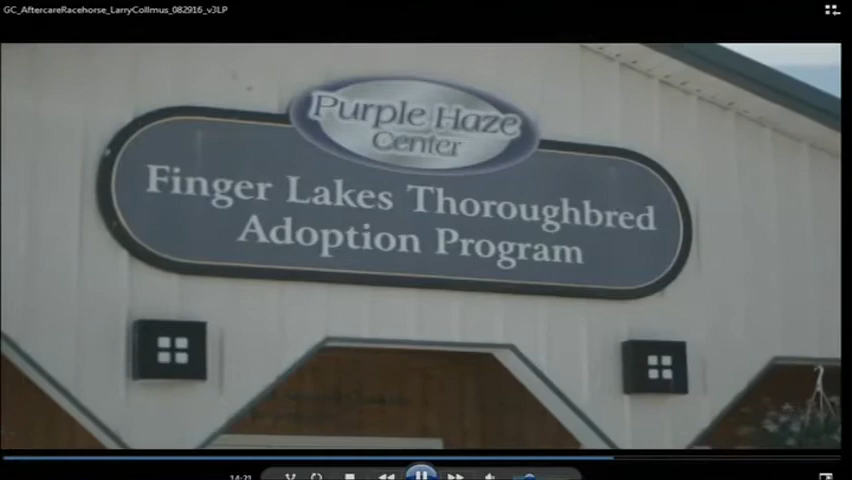 GC_AftercareRacehorse_LarryCollmus_082916_v3LP
Purple Haze
Center
Finger Lakes Thoroughbred
Adoption Program
14:21